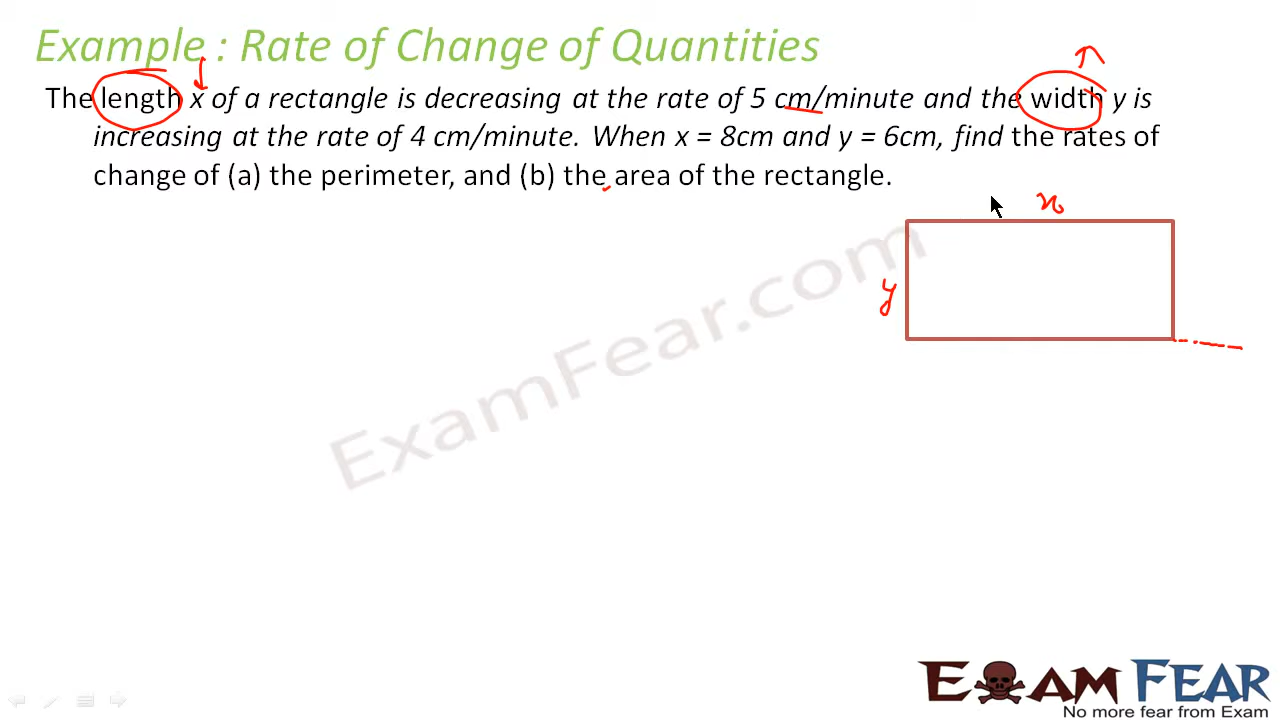 Example : Rate of Change of Quantities
The length x of a rectangle is decreasing at the rate of 5 cm/minute and the width y is
increasing at the rate of 4 cm/minute. When x = 8cm and y = 6cm, find the rates of
change of (a) the perimeter, and (b) the area of the rectangle.
x
y
ExamFear.com
EXAM FEAR
No more fear from Exam